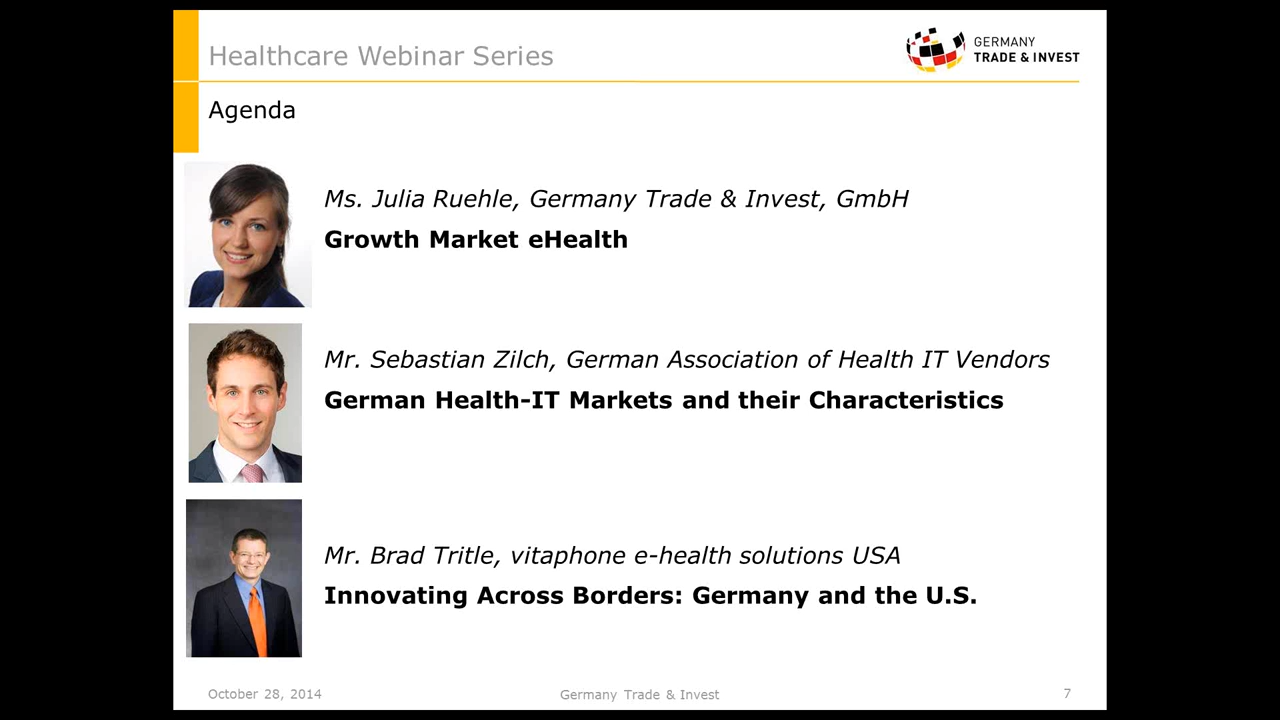 Healthcare Webinar Series
GERMANY
TRADE & INVEST
Agenda
Ms. Julia Ruehle, Germany Trade & Invest, GmbH
Growth Market eHealth
Mr. Sebastian Zilch, German Association of Health IT Vendors
German Health-IT Markets and their Characteristics
Mr. Brad Tritle, vitaphone e-health solutions USA
Innovating Across Borders: Germany and the U.S.
October 28, 2014
Germany Trade & Invest
7